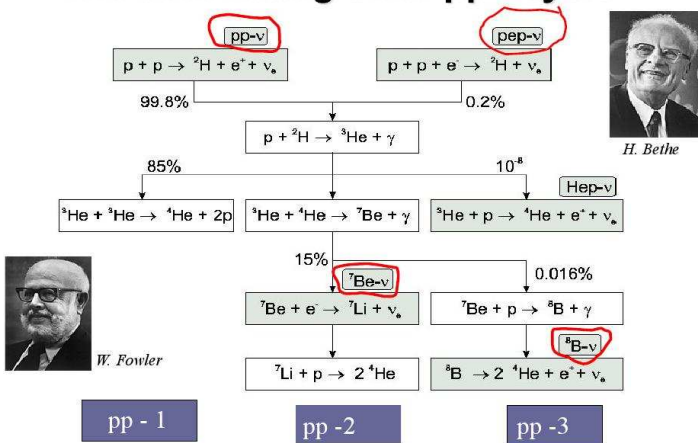 pp-ν
pep-ν
p + p → ²H + e⁺ + νₑ
p + p + e⁻ → ²H + νₑ
99.8%
0.2%
H. Bethe
p + ²H → ³He + γ
85%
10⁻⁸
Hep-ν
³He + ³He → ⁴He + 2p
³He + ⁴He → ⁷Be + γ
³He + p → ⁴He + e⁺ + νₑ
15%
0.016%
⁷Be-ν
⁷Be + e⁻ → ⁷Li + νₑ
⁷Be + p → ⁸B + γ
W. Fowler
⁸B-ν
⁷Li + p → 2 ⁴He
⁸B → 2 ⁴He + e⁺ + νₑ
pp - 1
pp -2
pp -3